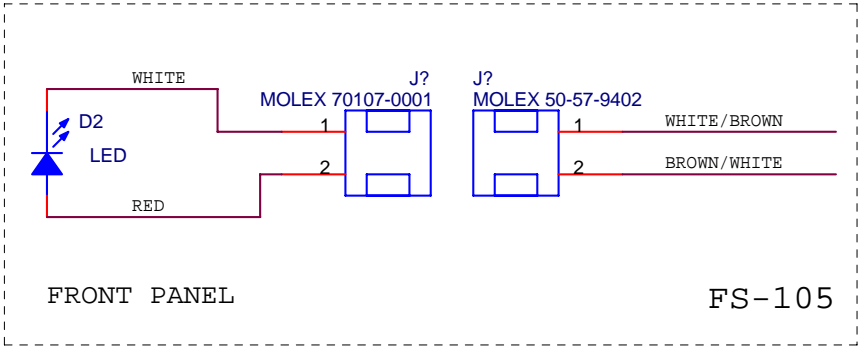 WHITE
J?
J?
MOLEX 70107-0001
MOLEX 50-57-9402
D2
1
1
WHITE/BROWN
LED
2
2
BROWN/WHITE
RED
FRONT PANEL
FS-105